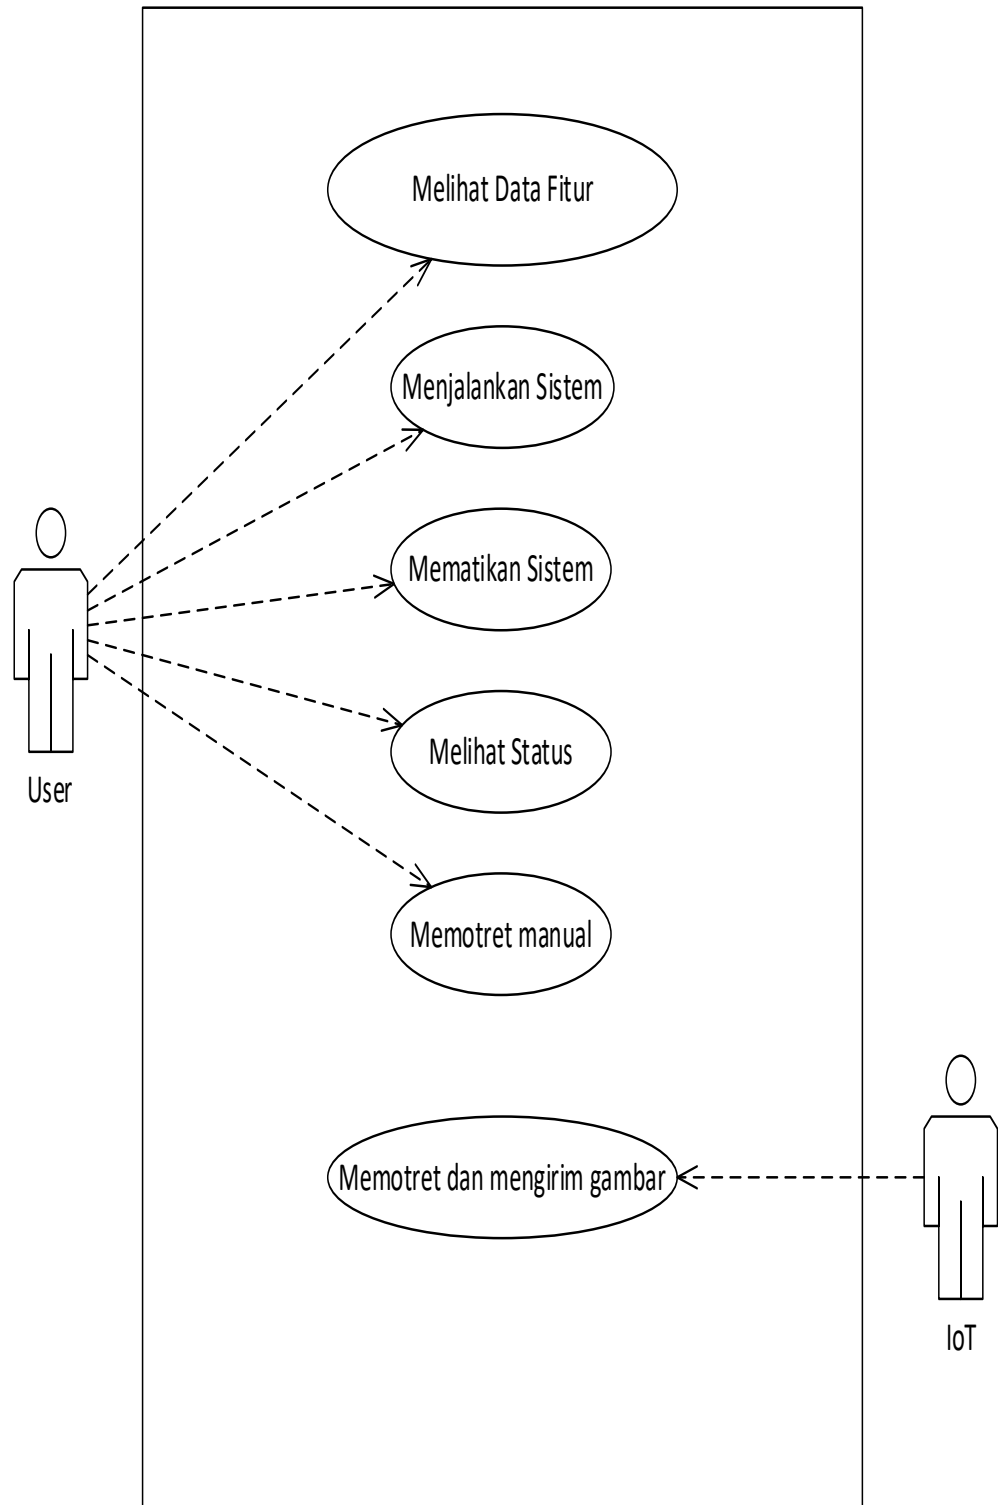 Melihat Data Fitur
Menjalankan Sistem
Mematikan Sistem
Melihat Status
User
Memotret manual
Memotret dan mengirim gambar
IoT